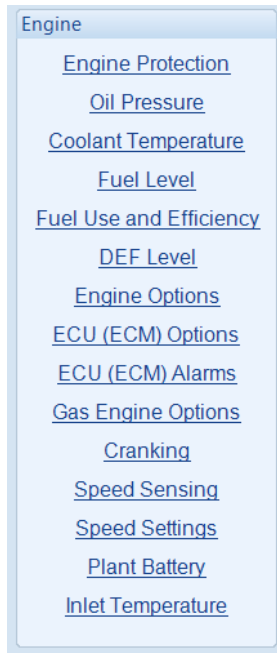 Engine
Engine Protection
Oil Pressure
Coolant Temperature
Fuel Level
Fuel Use and Efficiency
DEF Level
Engine Options
ECU (ECM) Options
ECU (ECM) Alarms
Gas Engine Options
Cranking
Speed Sensing
Speed Settings
Plant Battery
Inlet Temperature